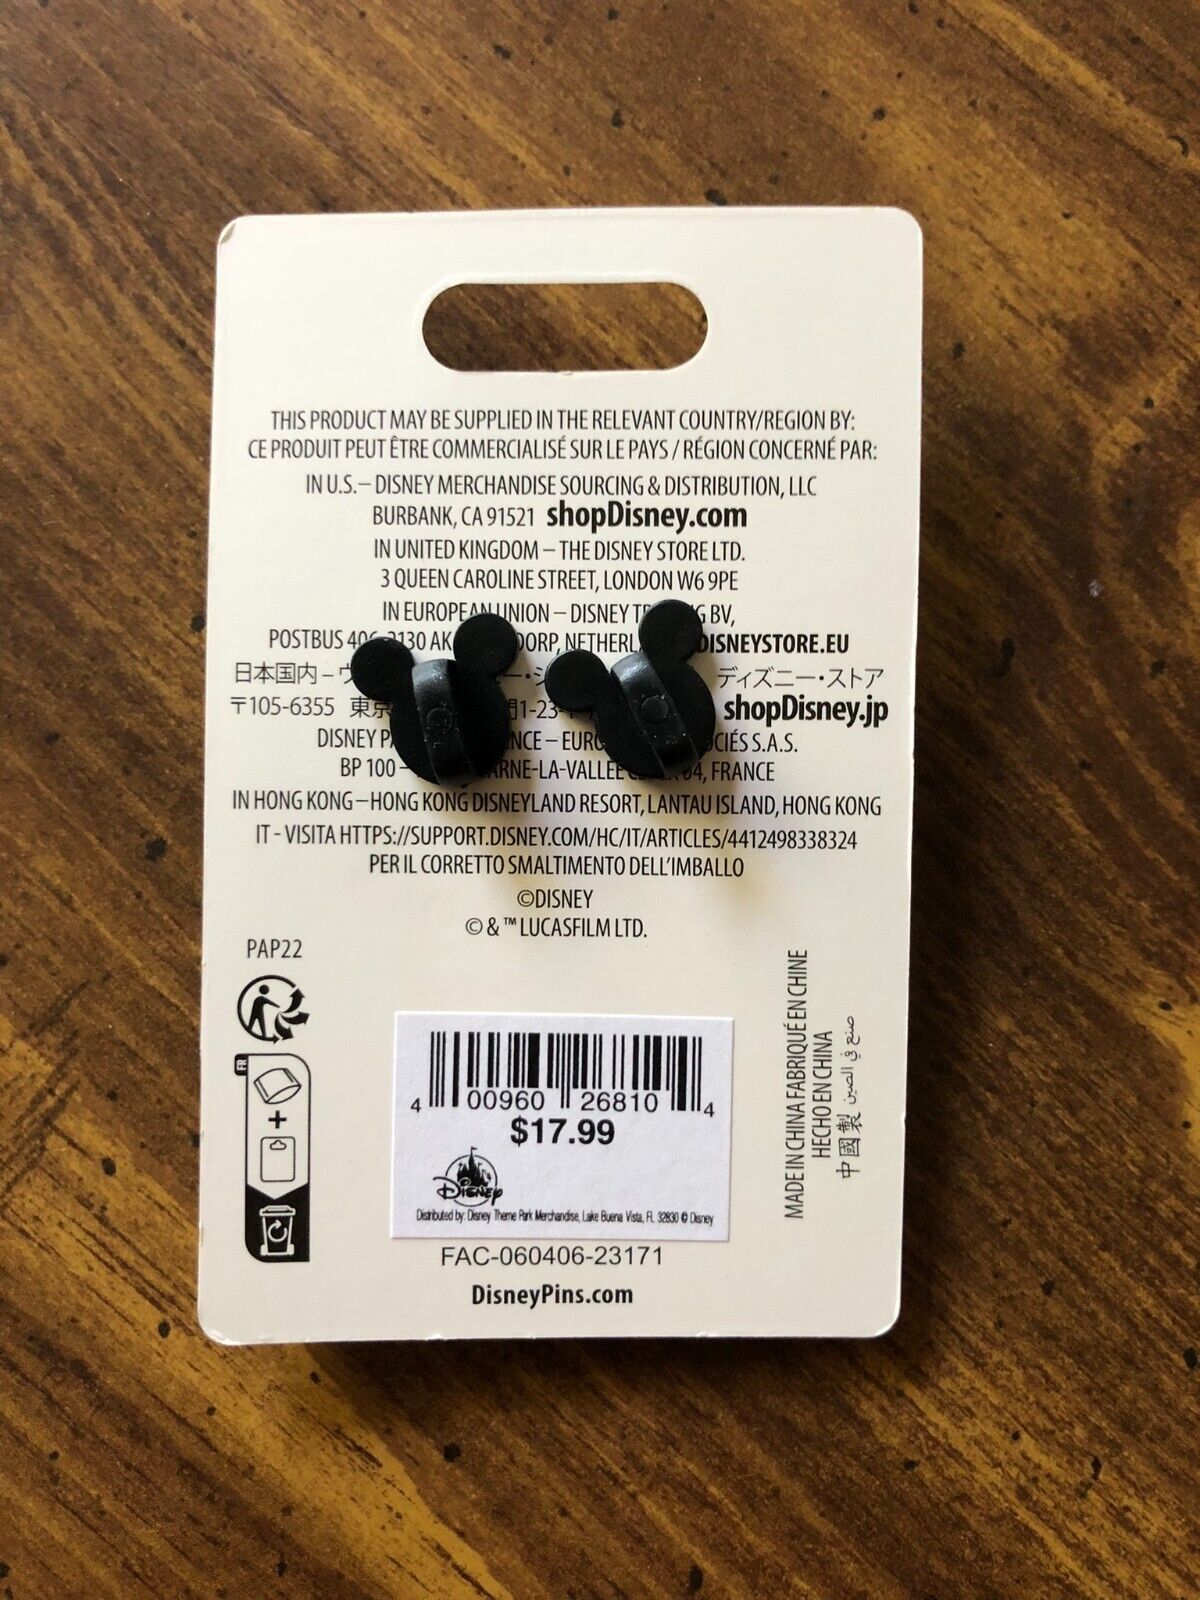 THIS PRODUCT MAY BE SUPPLIED IN THE RELEVANT COUNTRY/REGION BY:
CE PRODUIT PEUT ÊTRE COMMERCIALISÉ SUR LE PAYS / RÉGION CONCERNÉ PAR:
IN U.S.– DISNEY MERCHANDISE SOURCING & DISTRIBUTION, LLC
BURBANK, CA 91521 shopDisney.com
IN UNITED KINGDOM – THE DISNEY STORE LTD.
3 QUEEN CAROLINE STREET, LONDON W6 9PE
IN EUROPEAN UNION – DISNEY BV,
POSTBUS DISNEYSTORE.EU
日本国内 – ディズニー・ストア
〒105-6355 shopDisney.jp
DISNEY S.A.S.
BP 100 – FRANCE
IN HONG KONG – HONG KONG DISNEYLAND RESORT, LANTAU ISLAND, HONG KONG
IT - VISITA HTTPS://SUPPORT.DISNEY.COM/HC/IT/ARTICLES/4412498338324
PER IL CORRETTO SMALTIMENTO DELL'IMBALLO
©DISNEY
© & ™ LUCASFILM LTD.
PAP22
FR
+
MADE IN CHINA FABRIQUÉ EN CHINE
HECHO EN CHINA
中國製 صنع في الصين
4 00960 26810 4
$17.99
Disney
Distributed by: Disney Theme Park Merchandise, Lake Buena Vista, FL 32830 © Disney
FAC-060406-23171
DisneyPins.com